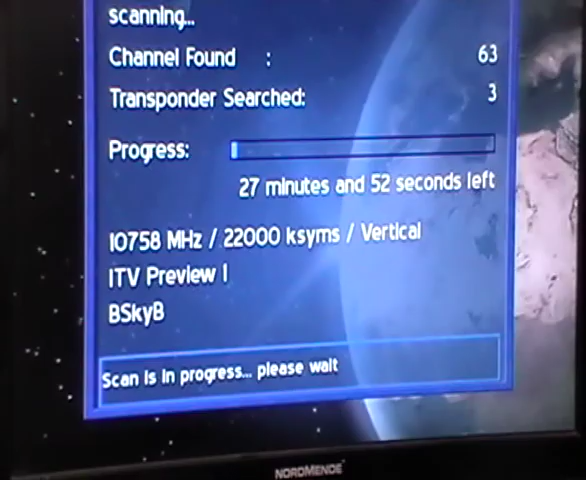 scanning...
Channel Found : 63
Transponder Searched: 3
Progress:
27 minutes and 52 seconds left
10758 MHz / 22000 ksyms / Vertical
ITV Preview 1
BSkyB
Scan is in progress... please wait
NORDMENDE